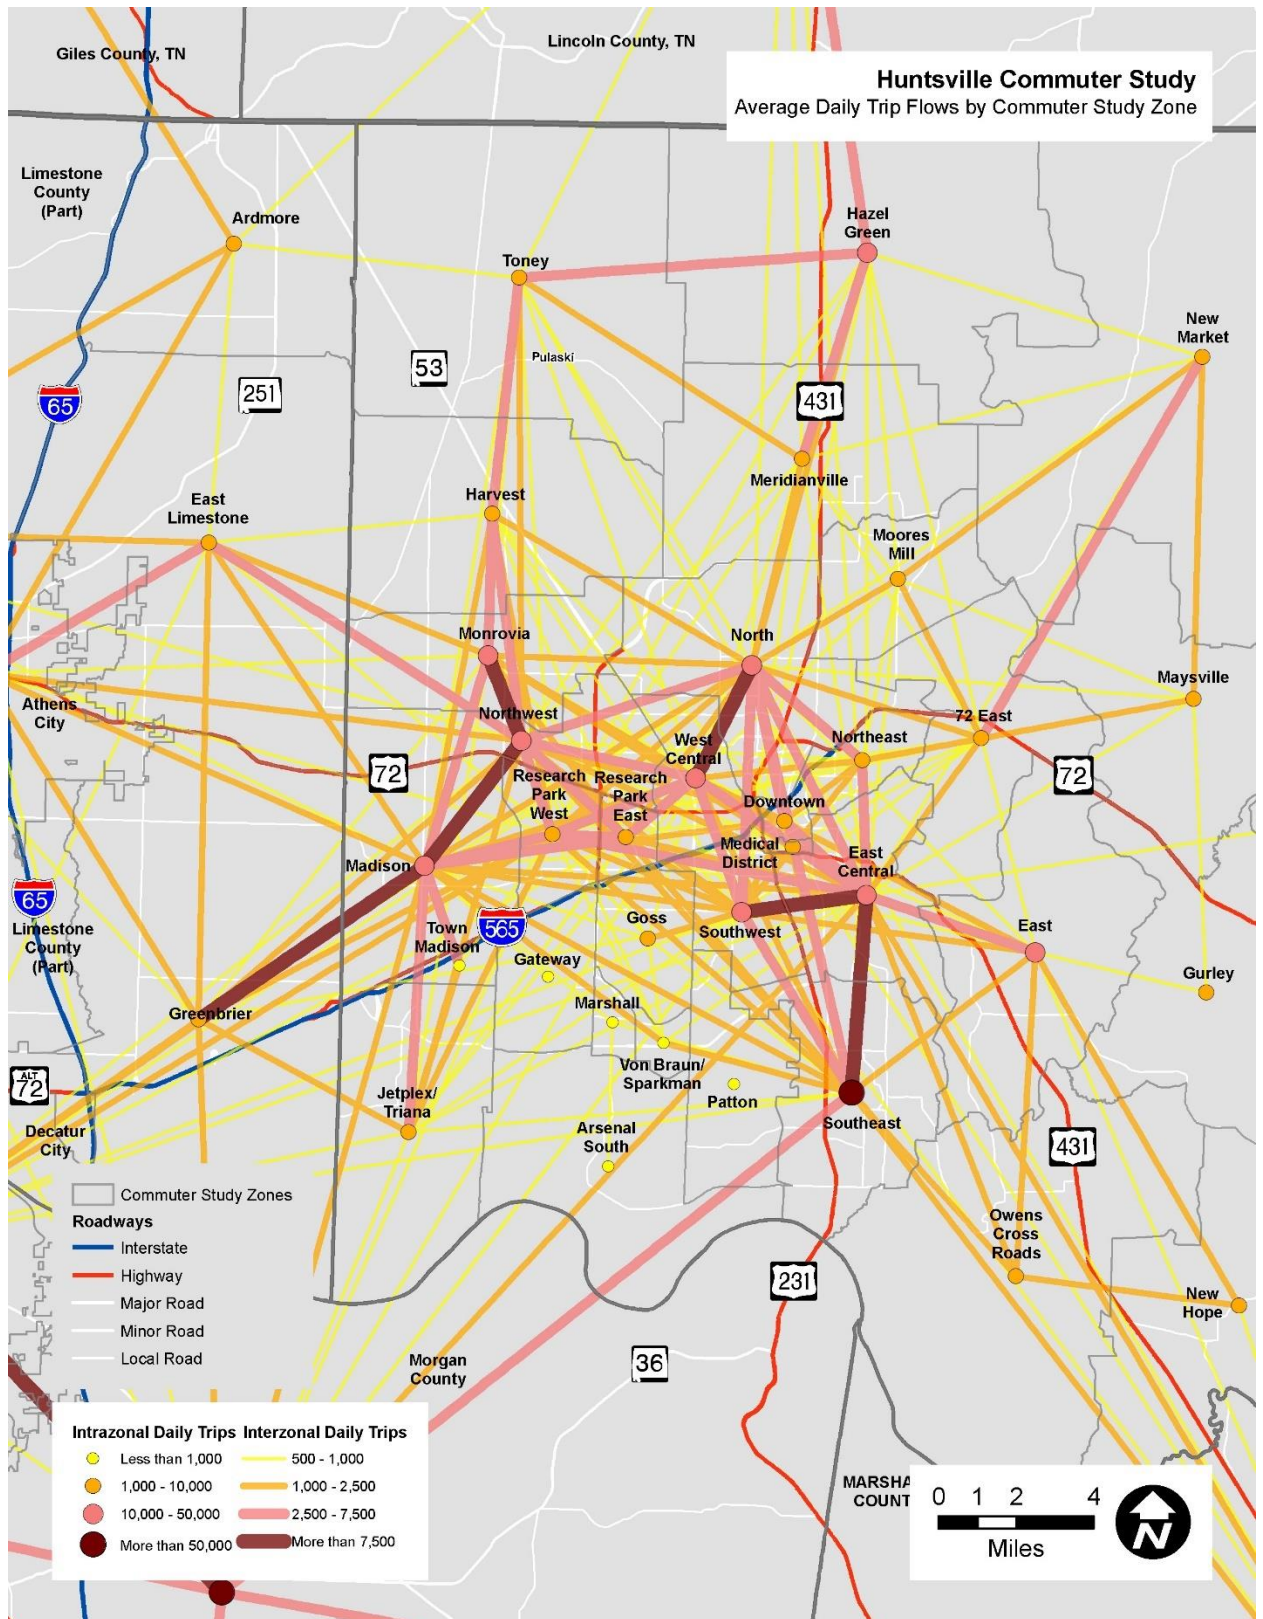 Giles County, TN
Lincoln County, TN
Huntsville Commuter Study
Average Daily Trip Flows by Commuter Study Zone
Limestone
County
(Part)
Ardmore
Hazel
Green
Toney
New
Market
Pulaski
53
251
65
431
Meridianville
Harvest
East
Limestone
Moores
Mill
Monrovia
North
Maysville
Athens
City
Northwest
72 East
Northeast
West
Central
72
72
Research
Park
West
Research
Park
East
Downtown
Medical
District
East
Central
Madison
65
Limestone
County
(Part)
565
Town
Madison
Goss
Southwest
East
Gateway
Gurley
Marshall
Greenbrier
Von Braun/
Sparkman
ALT
72
Patton
Jetplex/
Triana
Southeast
Decatur
City
Arsenal
South
431
Commuter Study Zones
Roadways
Interstate
Highway
Major Road
Minor Road
Local Road
Owens
Cross
Roads
231
New
Hope
36
Morgan
County
Intrazonal Daily Trips
Less than 1,000
1,000 - 10,000
10,000 - 50,000
More than 50,000
Interzonal Daily Trips
500 - 1,000
1,000 - 2,500
2,500 - 7,500
More than 7,500
MARSHA
COUNT
0 1 2 4
Miles
N